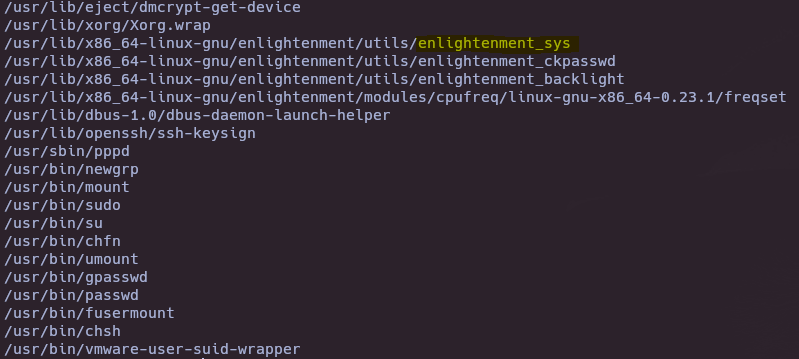 /usr/lib/eject/dmcrypt-get-device
/usr/lib/xorg/Xorg.wrap
/usr/lib/x86_64-linux-gnu/enlightenment/utils/enlightenment_sys
/usr/lib/x86_64-linux-gnu/enlightenment/utils/enlightenment_ckpasswd
/usr/lib/x86_64-linux-gnu/enlightenment/utils/enlightenment_backlight
/usr/lib/x86_64-linux-gnu/enlightenment/modules/cpufreq/linux-gnu-x86_64-0.23.1/freqset
/usr/lib/dbus-1.0/dbus-daemon-launch-helper
/usr/lib/openssh/ssh-keysign
/usr/sbin/pppd
/usr/bin/newgrp
/usr/bin/mount
/usr/bin/sudo
/usr/bin/su
/usr/bin/chfn
/usr/bin/umount
/usr/bin/gpasswd
/usr/bin/passwd
/usr/bin/fusermount
/usr/bin/chsh
/usr/bin/vmware-user-suid-wrapper